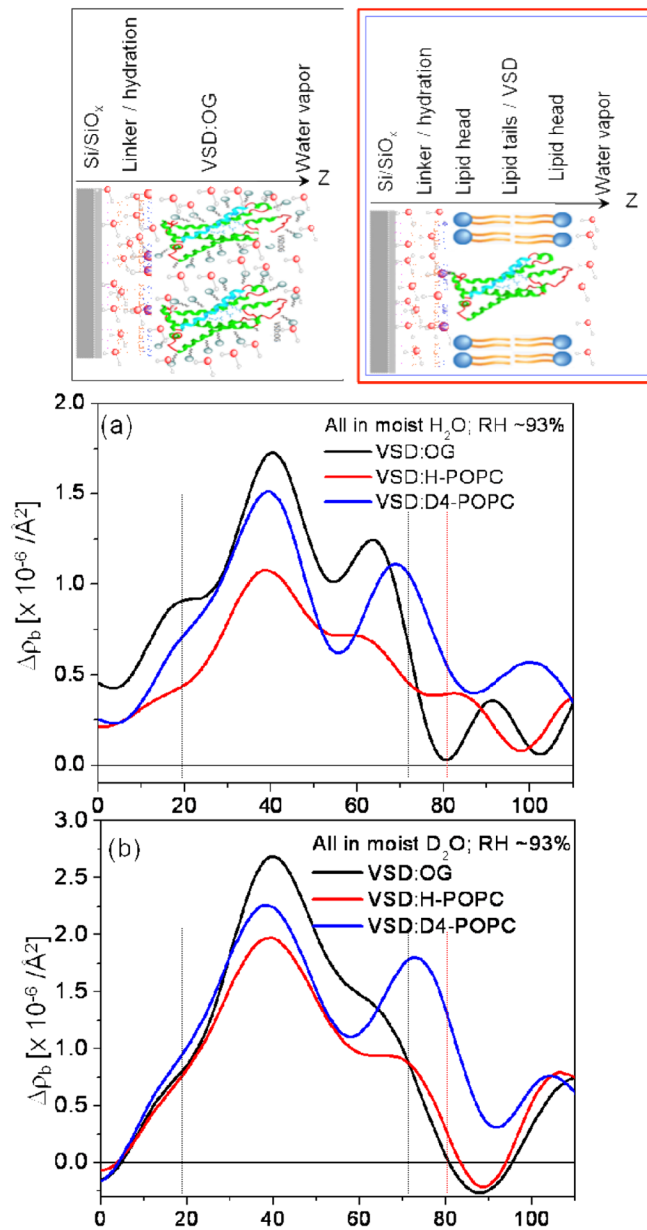 Si/SiOx
Linker / hydration
VSD:OG
Water vapor
Z
Si/SiOx
Linker / hydration
Lipid head
Lipid tails / VSD
Lipid head
Water vapor
Z
(a)
All in moist H2O; RH ~93%
VSD:OG
VSD:H-POPC
VSD:D4-POPC
Δρb [x 10-6 /Å2]
2.0
1.5
1.0
0.5
0.0
0 20 40 60 80 100
(b)
All in moist D2O; RH ~93%
VSD:OG
VSD:H-POPC
VSD:D4-POPC
Δρb [x 10-6 /Å2]
3.0
2.5
2.0
1.5
1.0
0.5
0.0
0 20 40 60 80 100